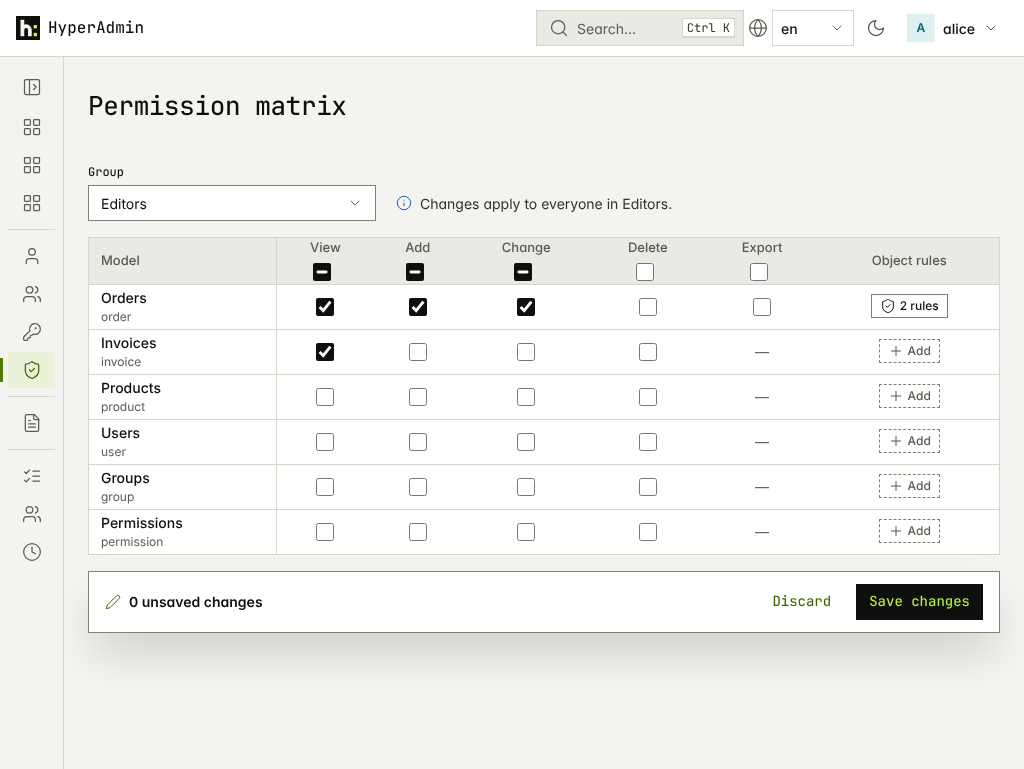 h: HyperAdmin
Search... Ctrl K
en
A alice
Permission matrix
Group
Editors
Changes apply to everyone in Editors.
Model View Add Change Delete Export Object rules
Orders
order
2 rules
Invoices
invoice
— Add
Products
product
— Add
Users
user
— Add
Groups
group
— Add
Permissions
permission
— Add
0 unsaved changes
Discard
Save changes